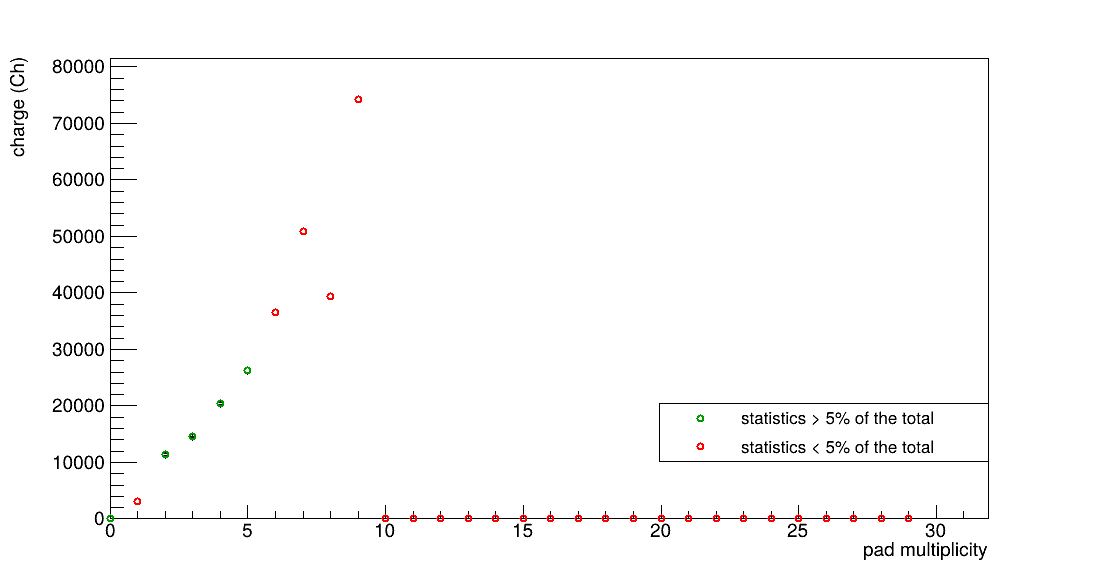 charge (Ch)
80000
70000
60000
50000
40000
30000
20000
10000
0
statistics > 5% of the total
statistics < 5% of the total
0 5 10 15 20 25 30
pad multiplicity